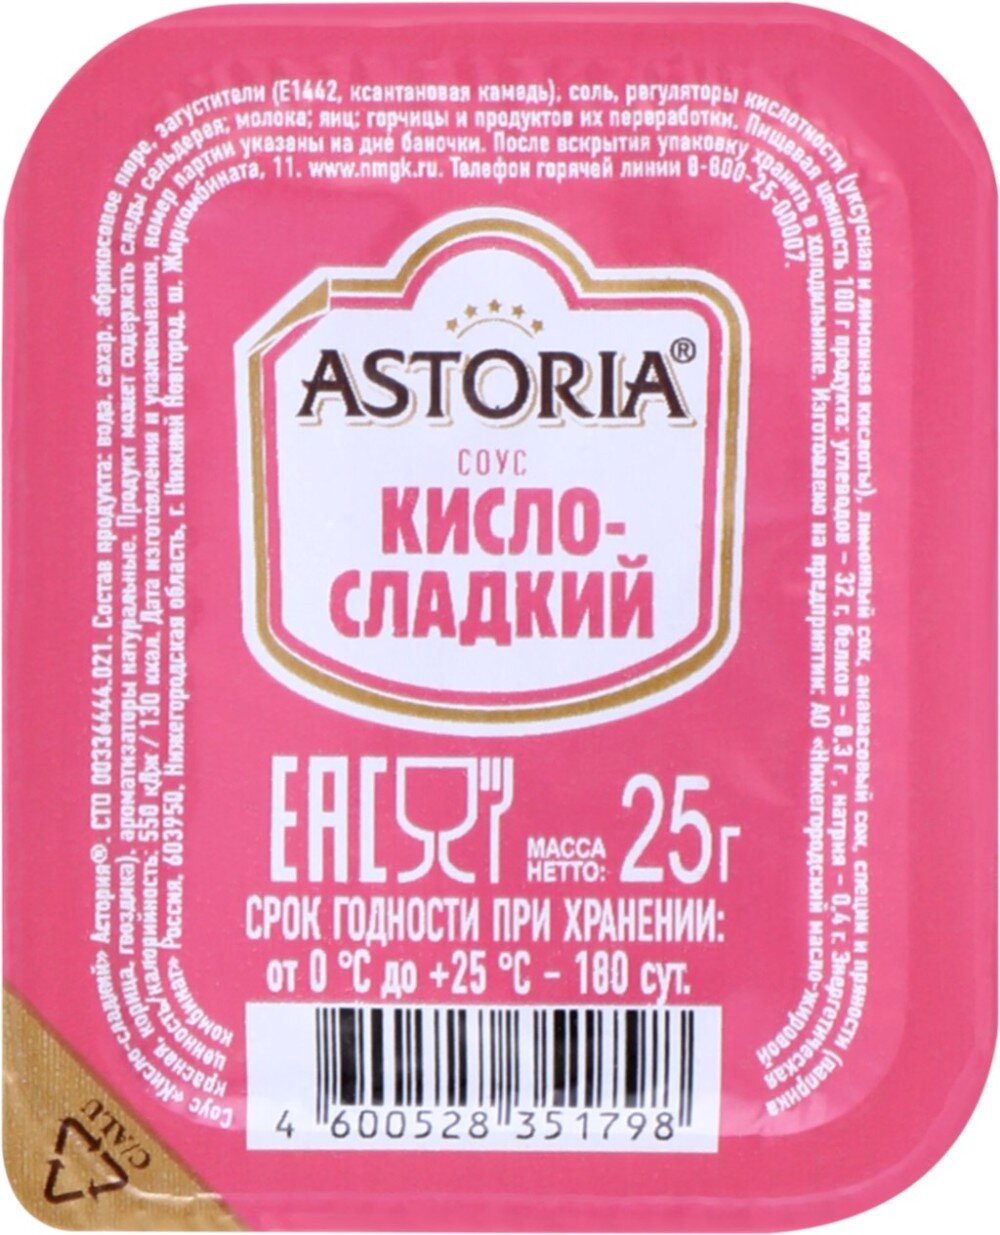 Соус «Кисло-сладкий» Астория®. СТО 00336444.021. Состав продукта: вода, сахар, абрикосовое пюре, загустители (Е1442, ксантановая камедь), соль, регуляторы кислотности (уксусная и лимонная кислоты), лимонный сок, ананасовый сок, специи и пряности (паприка
красная, корица, гвоздика), ароматизаторы натуральные. Продукт может содержать следы сельдерея; молока; яиц; горчицы и продуктов их переработки. Пищевая ценность 100 г продукта: углеводов – 32 г, белков – 0,3 г, натрия – 0,4 г. Энергетическая
ценность/калорийность: 550 кДж / 130 ккал. Дата изготовления и упаковывания, номер партии указаны на дне баночки. После вскрытия упаковку хранить в холодильнике. Изготовлено на предприятии: АО «Нижегородский масло-жировой
комбинат» Россия, 603950, Нижегородская область, г. Нижний Новгород, ш. Жиркомбината, 11. www.nmgk.ru. Телефон горячей линии 8-800-25-00007.
ASTORIA®
СОУС
КИСЛО-
СЛАДКИЙ
EAC
МАССА
НЕТТО: 25г
СРОК ГОДНОСТИ ПРИ ХРАНЕНИИ:
от 0 °С до +25 °С – 180 сут.
4 600528 351798
C/ALU